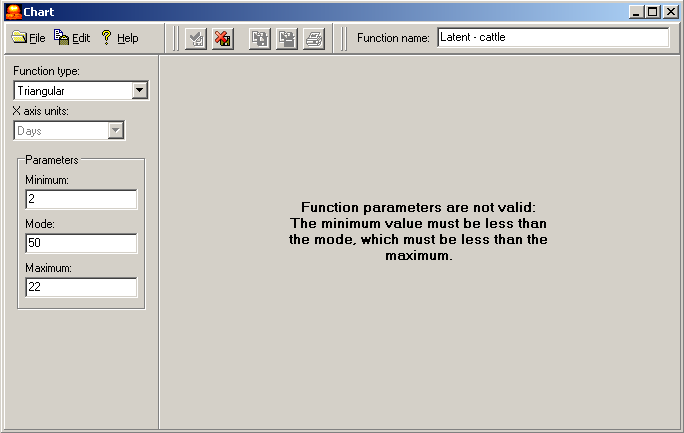 Chart
File Edit Help Function name: Latent - cattle
Function type:
Triangular
X axis units:
Days
Parameters
Minimum:
2
Mode:
50
Maximum:
22
Function parameters are not valid:
The minimum value must be less than
the mode, which must be less than the
maximum.